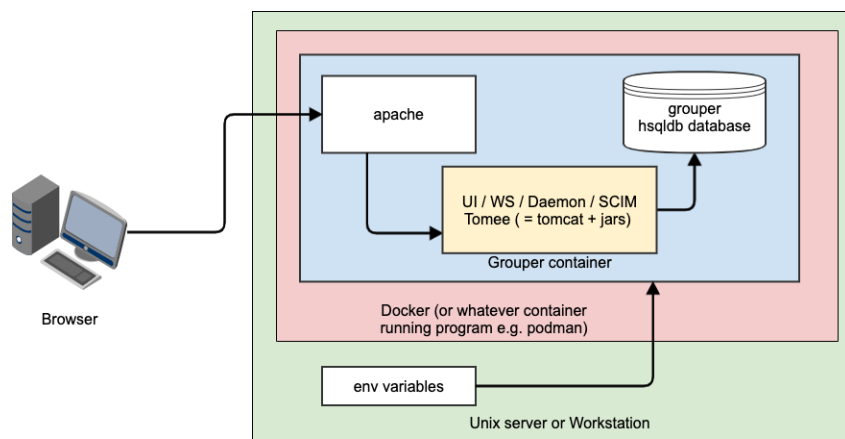 apache
grouper
hsqldb database
UI / WS / Daemon / SCIM
Tomee ( = tomcat + jars)
Grouper container
Browser
Docker (or whatever container
running program e.g. podman)
env variables
Unix server or Workstation